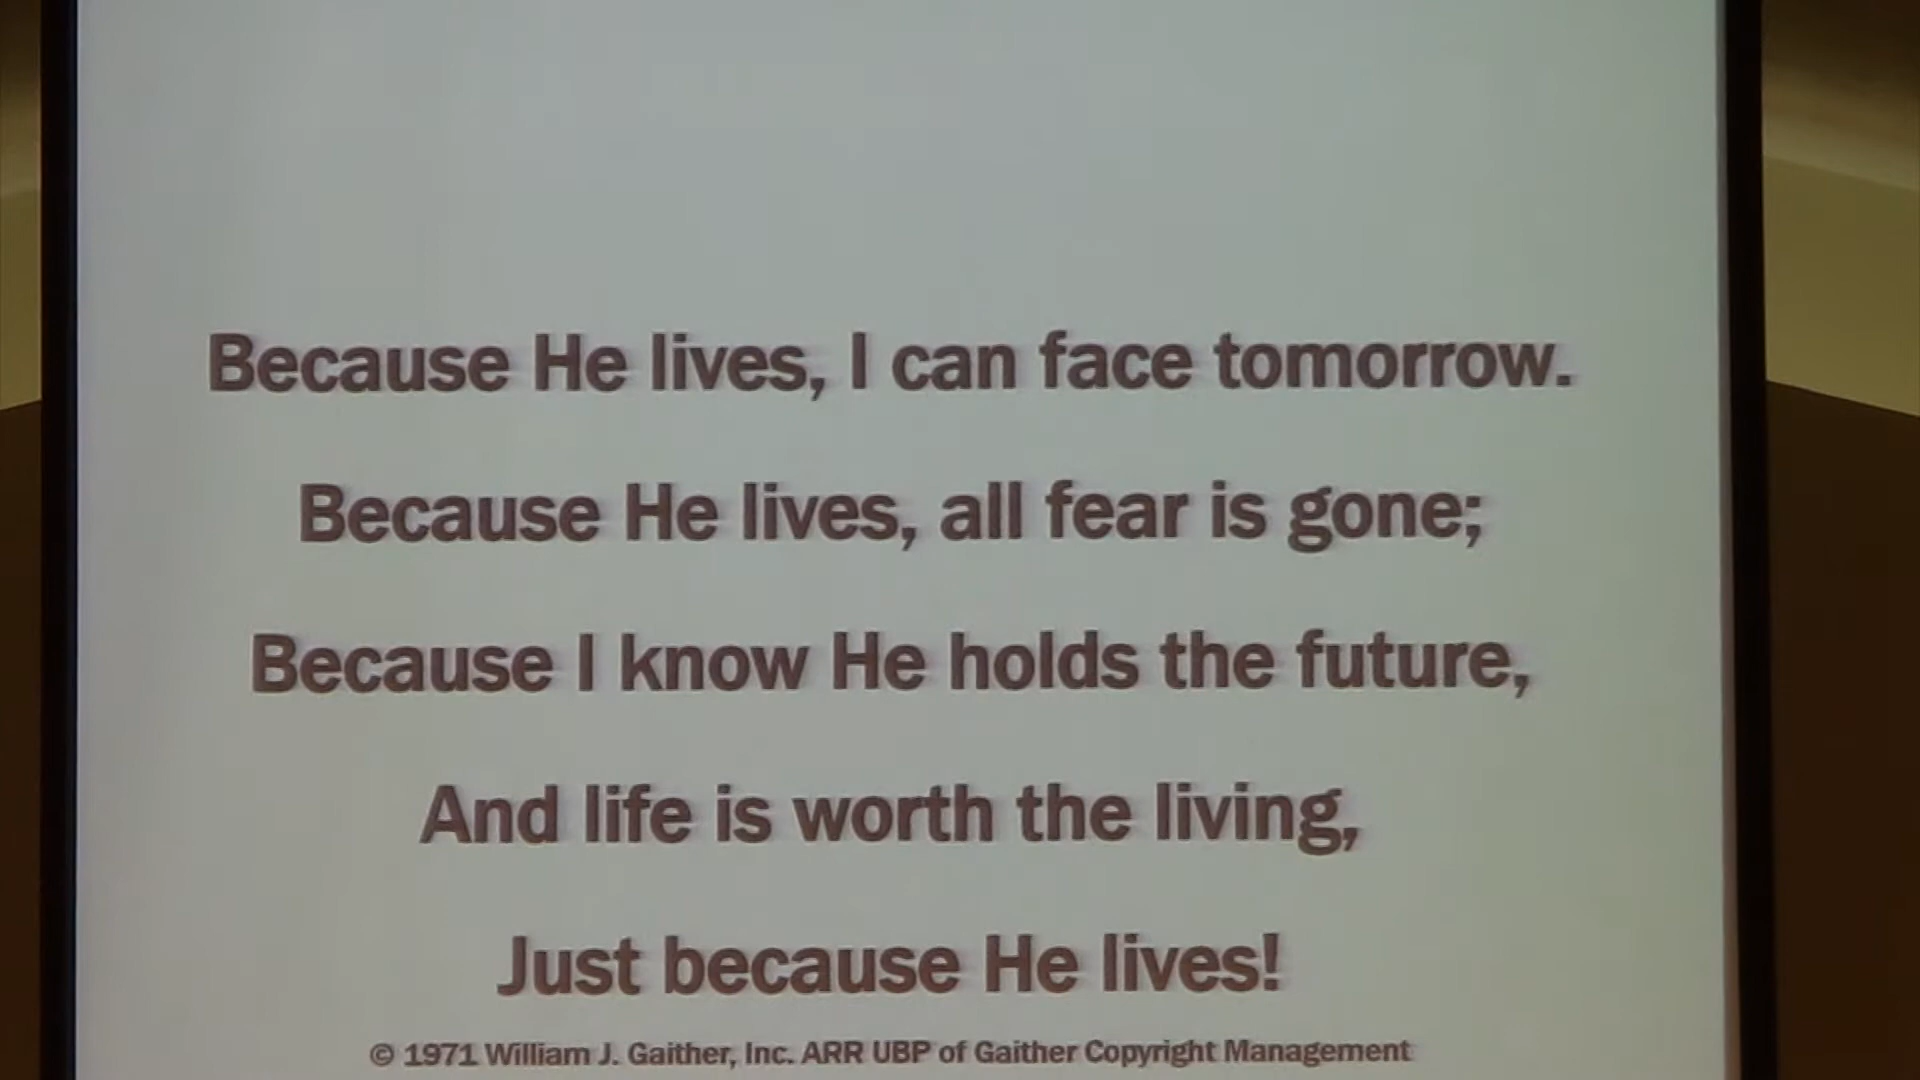 Because He lives, I can face tomorrow.
Because He lives, all fear is gone;
Because I know He holds the future,
And life is worth the living,
Just because He lives!
© 1971 William J. Gaither, Inc. ARR UBP of Gaither Copyright Management